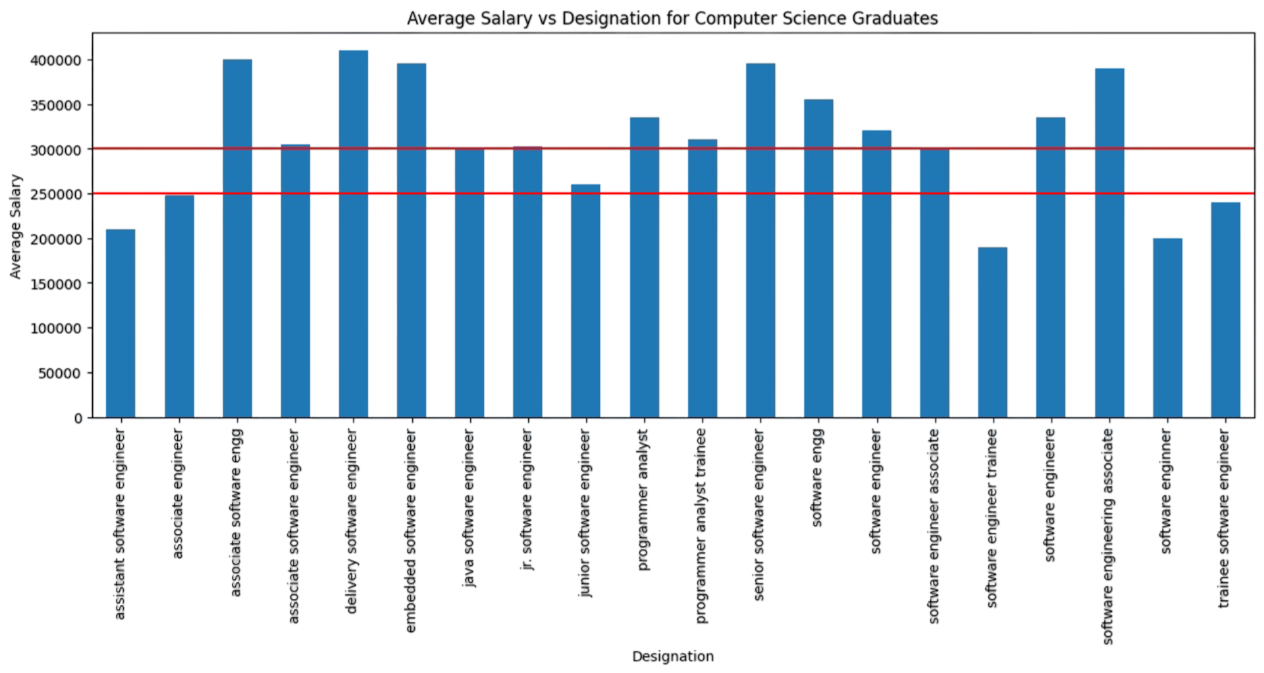 Average Salary vs Designation for Computer Science Graduates
Average Salary
400000
350000
300000
250000
200000
150000
100000
50000
0
assistant software engineer
associate engineer
associate software engg
associate software engineer
delivery software engineer
embedded software engineer
java software engineer
jr. software engineer
junior software engineer
programmer analyst
programmer analyst trainee
senior software engineer
software engg
software engineer
software engineer associate
software engineer trainee
software engineere
software engineering associate
software enginner
trainee software engineer
Designation